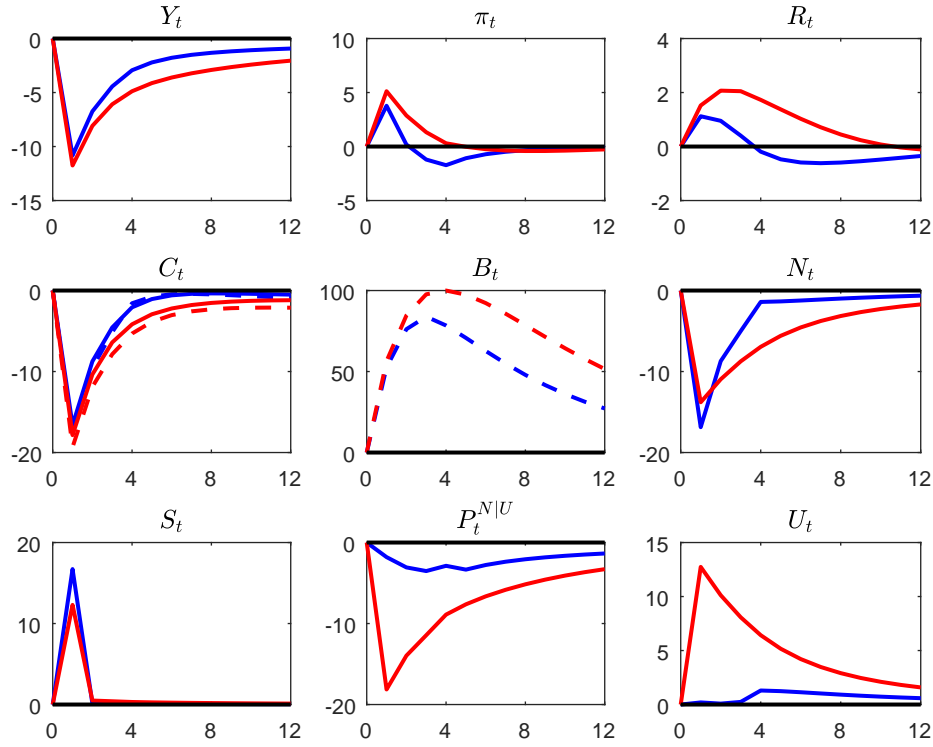 Y_t π_t R_t
0 10 4
-5 5 2
-10 0 0
-15 -5 -2
0 4 8 12 0 4 8 12 0 4 8 12
C_t B_t N_t
0 100 0
-10 50 -10
-20 0 -20
0 4 8 12 0 4 8 12 0 4 8 12
S_t P_t^{N|U} U_t
20 0 15
10 -10 10
5
0 -20 0
0 4 8 12 0 4 8 12 0 4 8 12